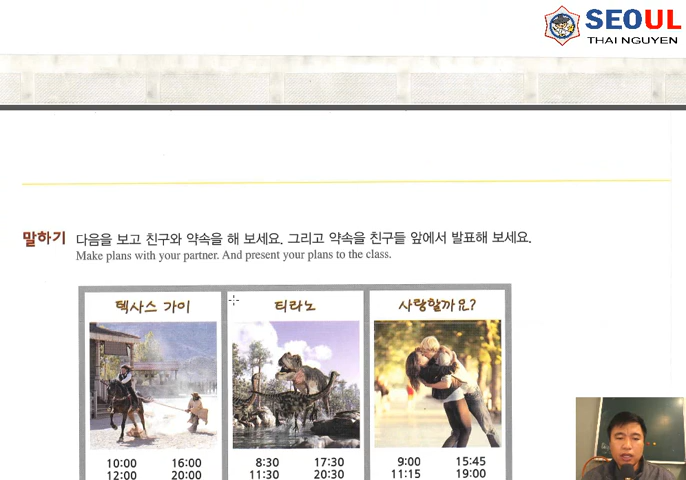 SEOUL
THAI NGUYEN
말하기 다음을 보고 친구와 약속을 해 보세요. 그리고 약속을 친구들 앞에서 발표해 보세요.
Make plans with your partner. And present your plans to the class.
텍사스 가이
티라노
사랑할까요?
10:00 16:00
12:00 20:00
8:30 17:30
11:30 20:30
9:00 15:45
11:15 19:00